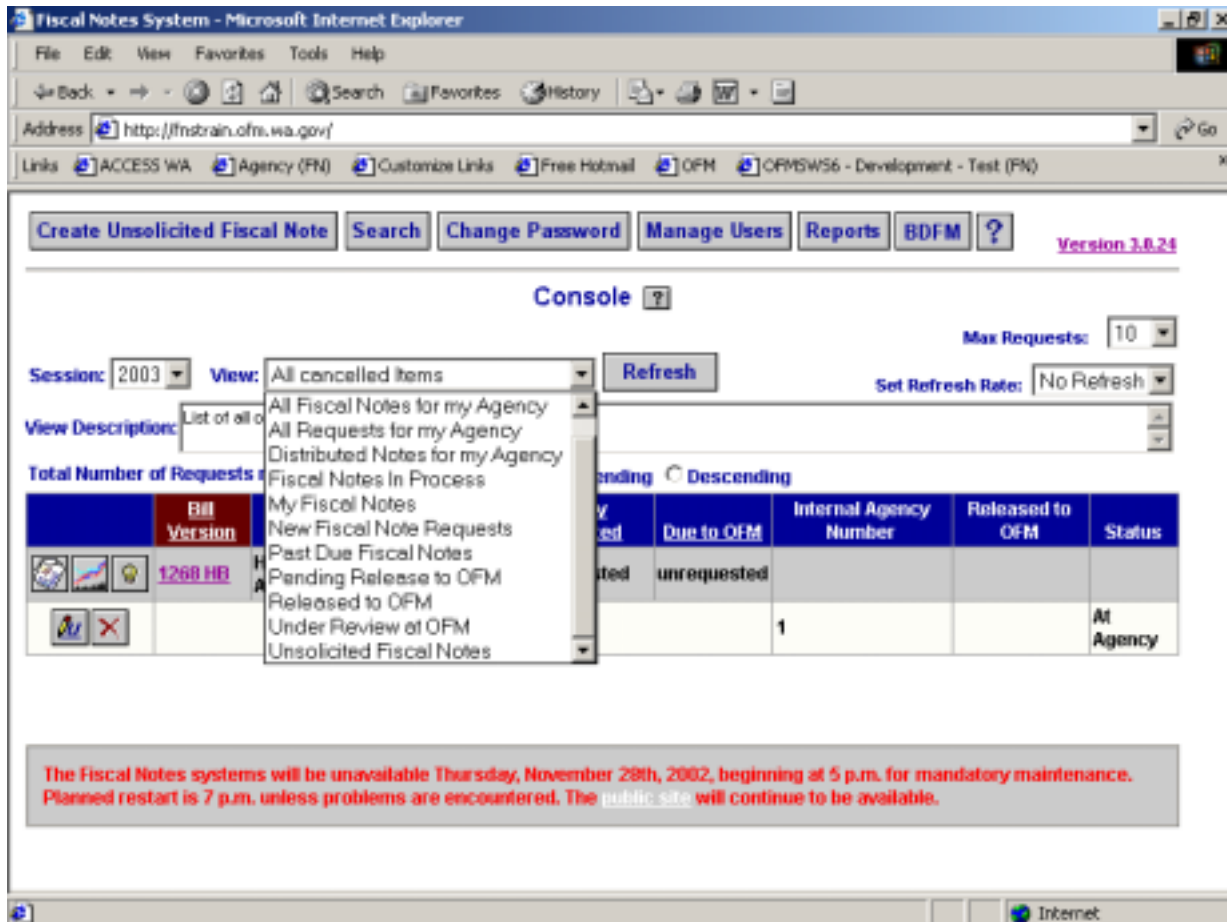 Fiscal Notes System - Microsoft Internet Explorer
File Edit View Favorites Tools Help
Back Search Favorites History
Address http://fnstrain.ofm.wa.gov/ Go
Links ACCESS WA Agency (FN) Customize Links Free Hotmail OFM OFMSWS6 - Development - Test (FN)
Create Unsolicited Fiscal Note Search Change Password Manage Users Reports BDFM ?
Version 3.0.24
Console ?
Max Requests: 10
Session: 2003 View: All cancelled Items Refresh Set Refresh Rate: No Refresh
View Description: List of all o
All Fiscal Notes for my Agency
All Requests for my Agency
Distributed Notes for my Agency
Fiscal Notes In Process
My Fiscal Notes
New Fiscal Note Requests
Past Due Fiscal Notes
Pending Release to OFM
Released to OFM
Under Review at OFM
Unsolicited Fiscal Notes
Total Number of Requests ending Descending
Bill Version Due to OFM Internal Agency Number Released to OFM Status
1268 HB unrequested
1 At Agency
The Fiscal Notes systems will be unavailable Thursday, November 28th, 2002, beginning at 5 p.m. for mandatory maintenance.
Planned restart is 7 p.m. unless problems are encountered. The public site will continue to be available.
Internet